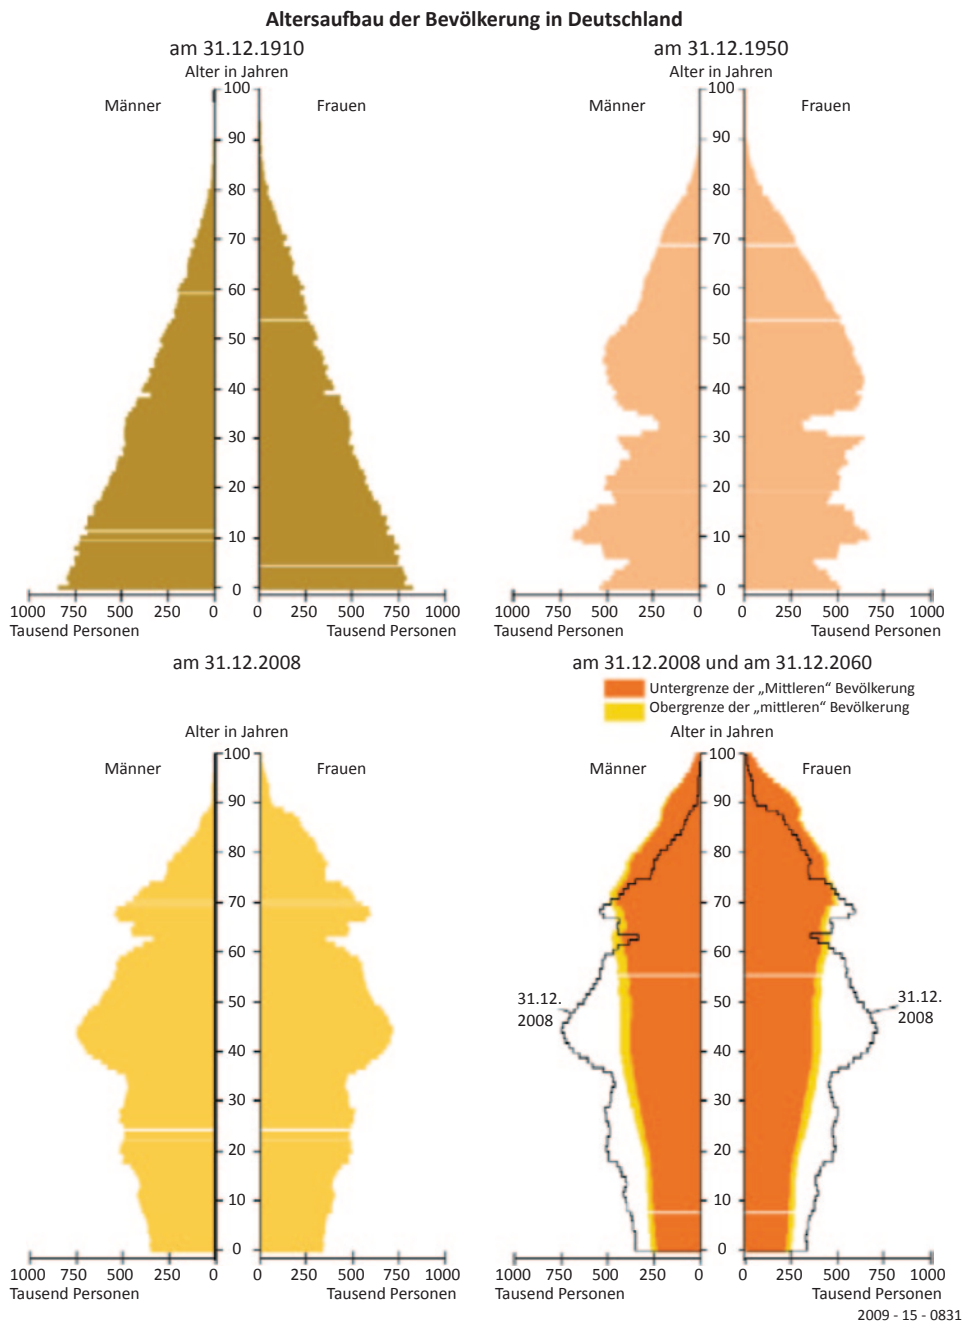 Altersaufbau der Bevölkerung in Deutschland
am 31.12.1910
Alter in Jahren
Männer
Frauen
100
90
80
70
60
50
40
30
20
10
0
1000 750 500 250 0
0 250 500 750 1000
Tausend Personen
Tausend Personen
am 31.12.1950
Alter in Jahren
Männer
Frauen
100
90
80
70
60
50
40
30
20
10
0
1000 750 500 250 0
0 250 500 750 1000
Tausend Personen
Tausend Personen
am 31.12.2008
Alter in Jahren
Männer
Frauen
100
90
80
70
60
50
40
30
20
10
0
1000 750 500 250 0
0 250 500 750 1000
Tausend Personen
Tausend Personen
am 31.12.2008 und am 31.12.2060
Untergrenze der „Mittleren“ Bevölkerung
Obergrenze der „mittleren“ Bevölkerung
Alter in Jahren
Männer
Frauen
100
90
80
70
60
50
40
30
20
10
0
31.12.
2008
31.12.
2008
1000 750 500 250 0
0 250 500 750 1000
Tausend Personen
Tausend Personen
2009 - 15 - 0831